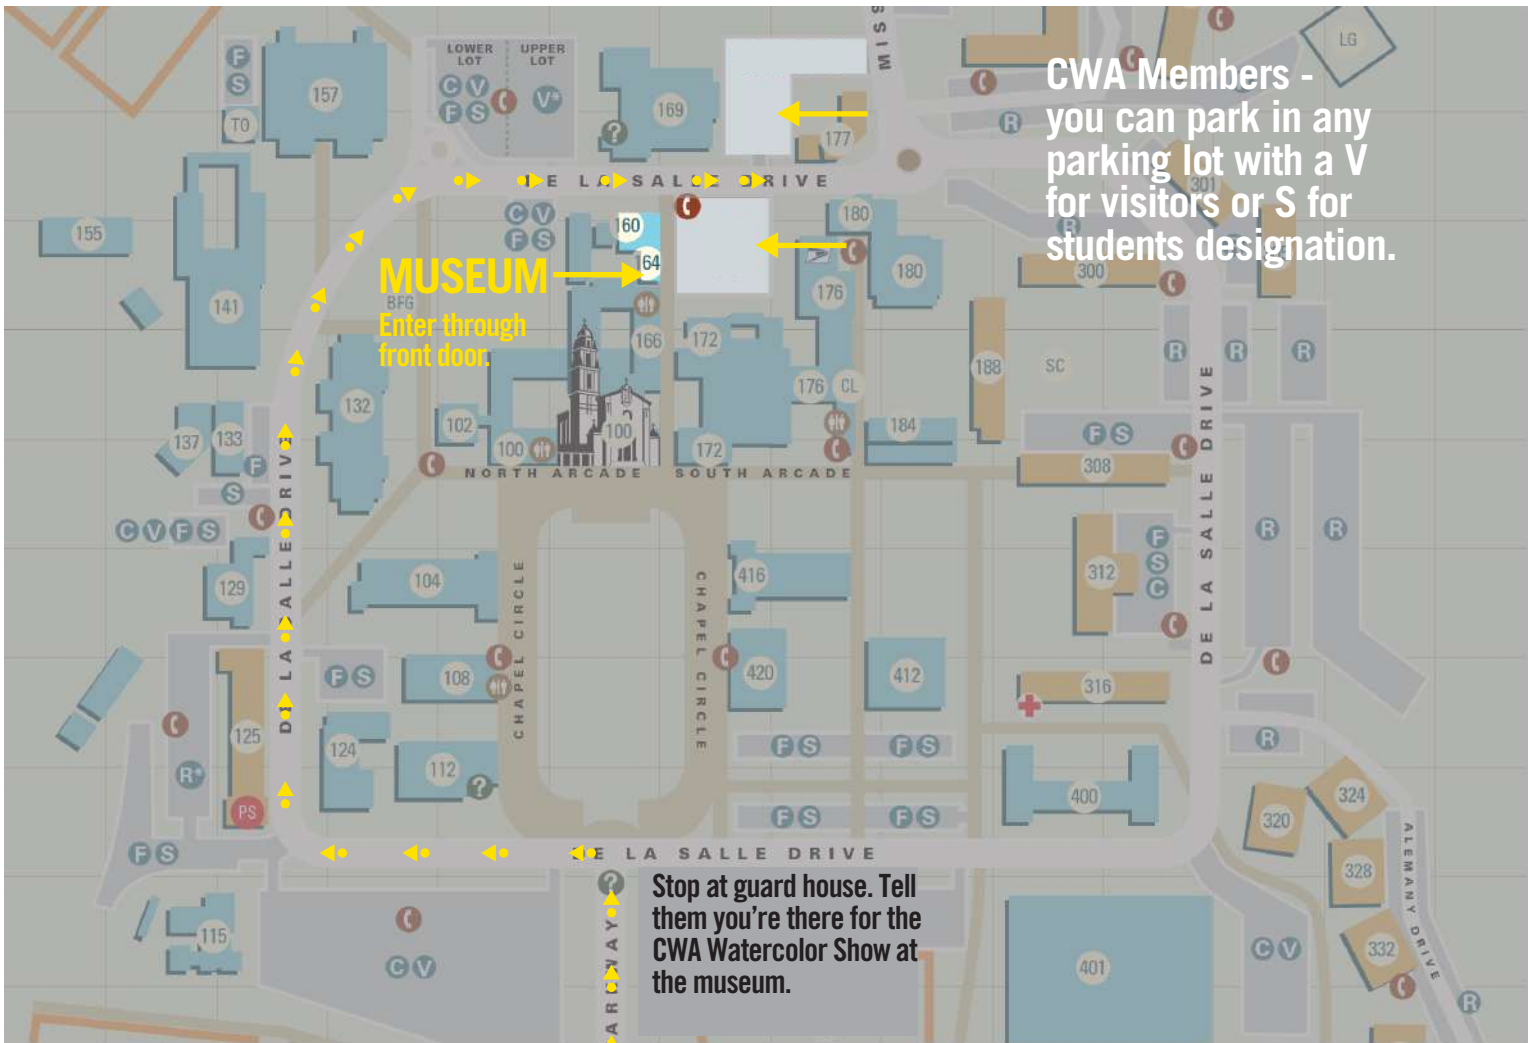 MISS
LG
CWA Members -
you can park in any
parking lot with a V
for visitors or S for
students designation.
LOWER
LOT
UPPER
LOT
F
S
157
TO
C V
F S
V*
169
?
177
R
DE LA SALLE DRIVE
301
155
C V
F S
160
164
180
180
R
300
MUSEUM
Enter through
front door.
BFG
141
176
166
172
188
SC
R
R
R
132
176
CL
137
133
102
100
100
172
184
F S
308
F
S
NORTH ARCADE
SOUTH ARCADE
C V F S
DE LA SALLE DRIVE
DE LA SALLE DRIVE
R
R
129
104
416
312
F
S
C
CHAPEL CIRCLE
CHAPEL CIRCLE
F S
108
420
412
316
125
124
112
?
F S
F S
R
R*
PS
400
324
320
F S
F S
F S
DE LA SALLE DRIVE
ALEMANY DRIVE
328
?
Stop at guard house. Tell
them you're there for the
CWA Watercolor Show at
the museum.
115
C V
401
C V
332
R